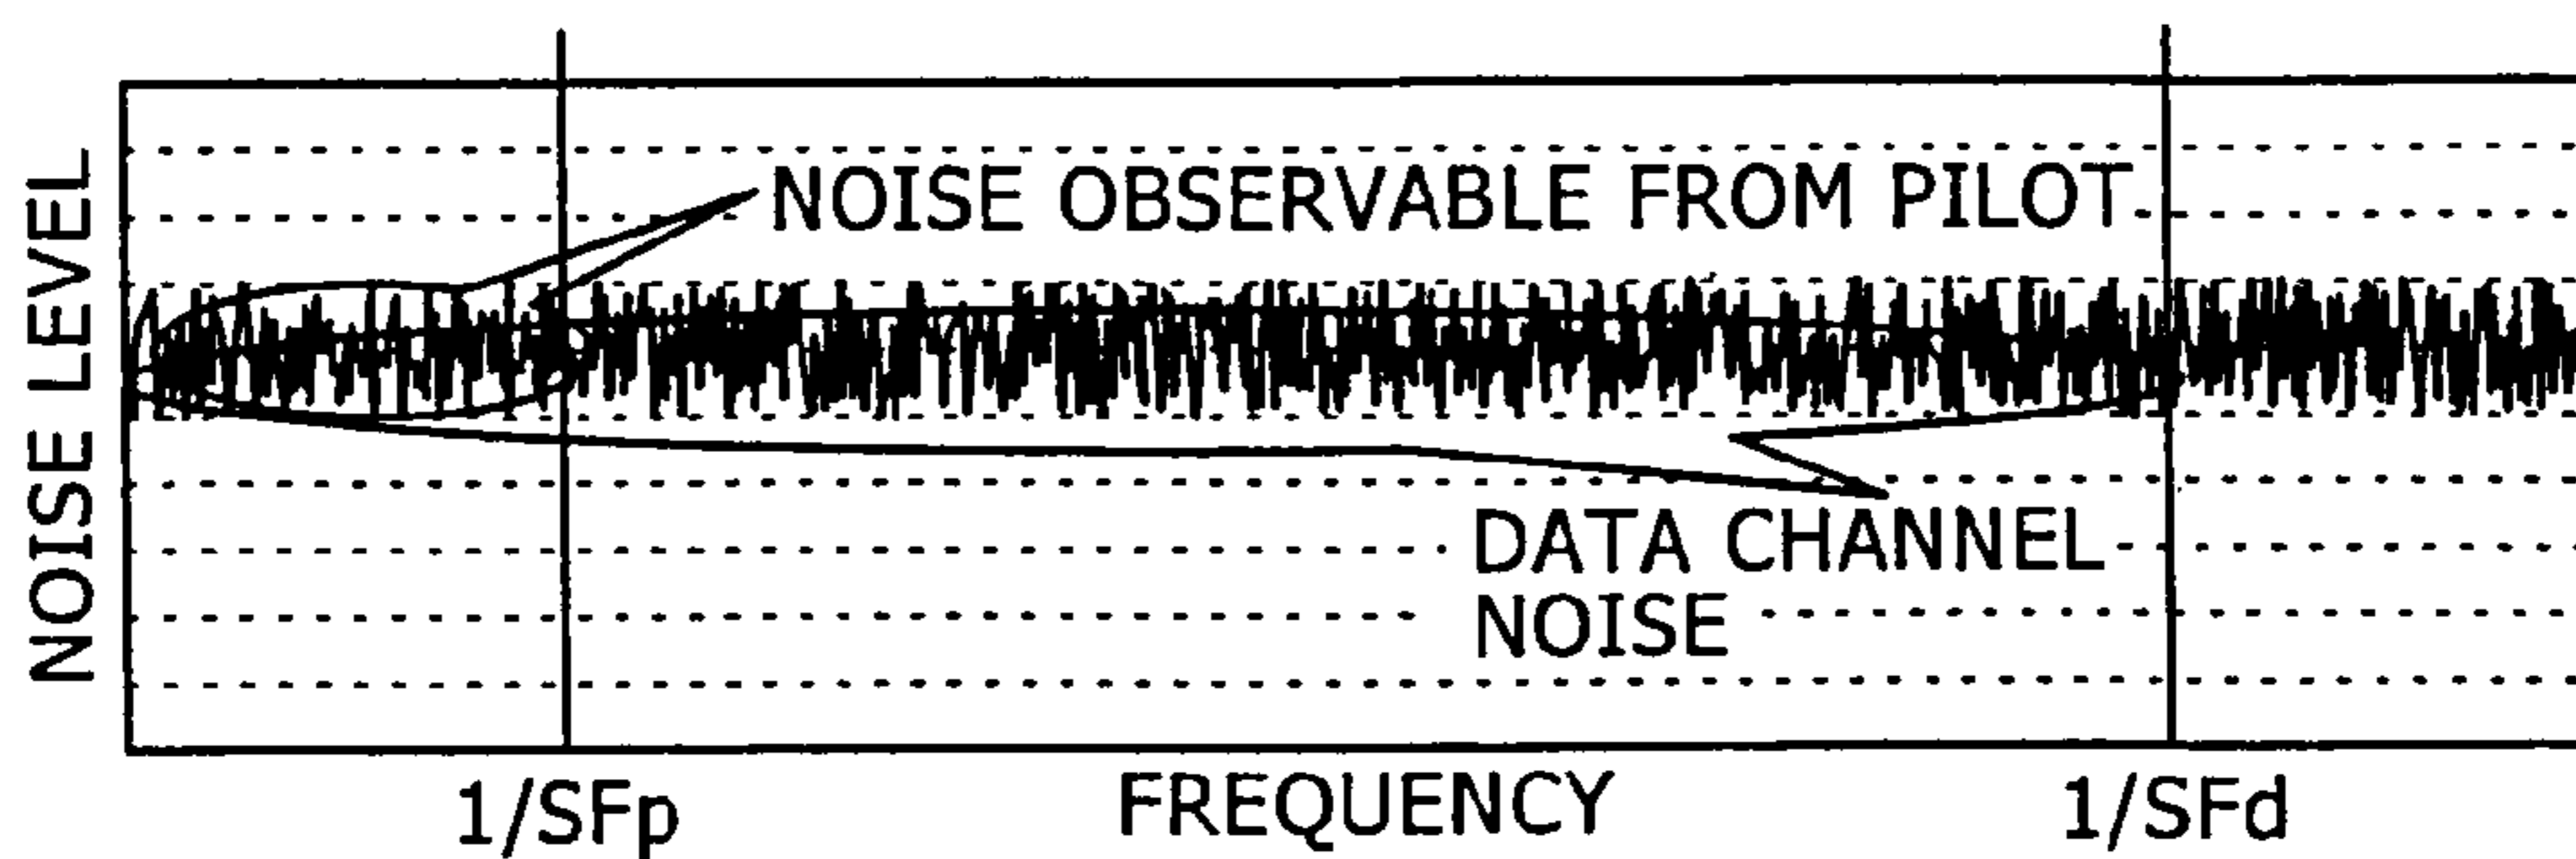 NOISE LEVEL
NOISE OBSERVABLE FROM PILOT
DATA CHANNEL
NOISE
1/SFp
FREQUENCY
1/SFd